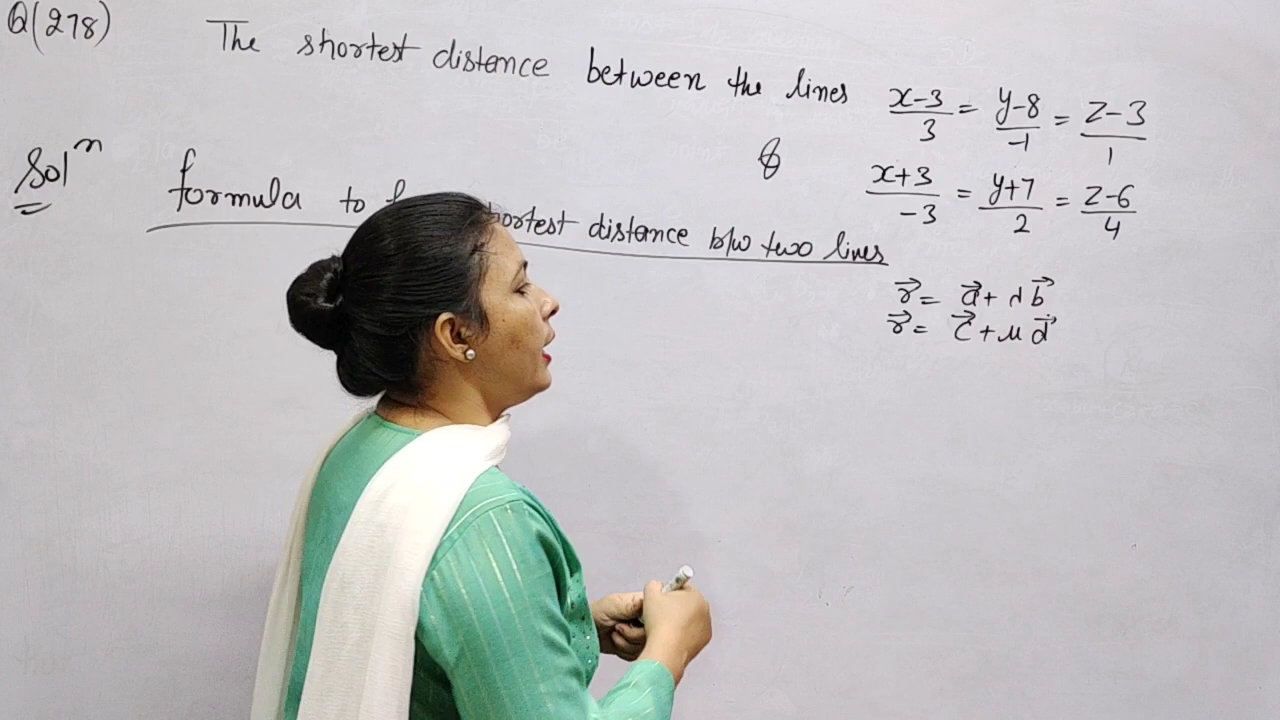 Q(278) The shortest distance between the lines x-3/3 = y-8/-1 = z-3/1
& x+3/-3 = y+7/2 = z-6/4
Solⁿ formula to shortest distance b/w two lines
r⃗ = a⃗ + λ b⃗
r⃗ = c⃗ + μ d⃗